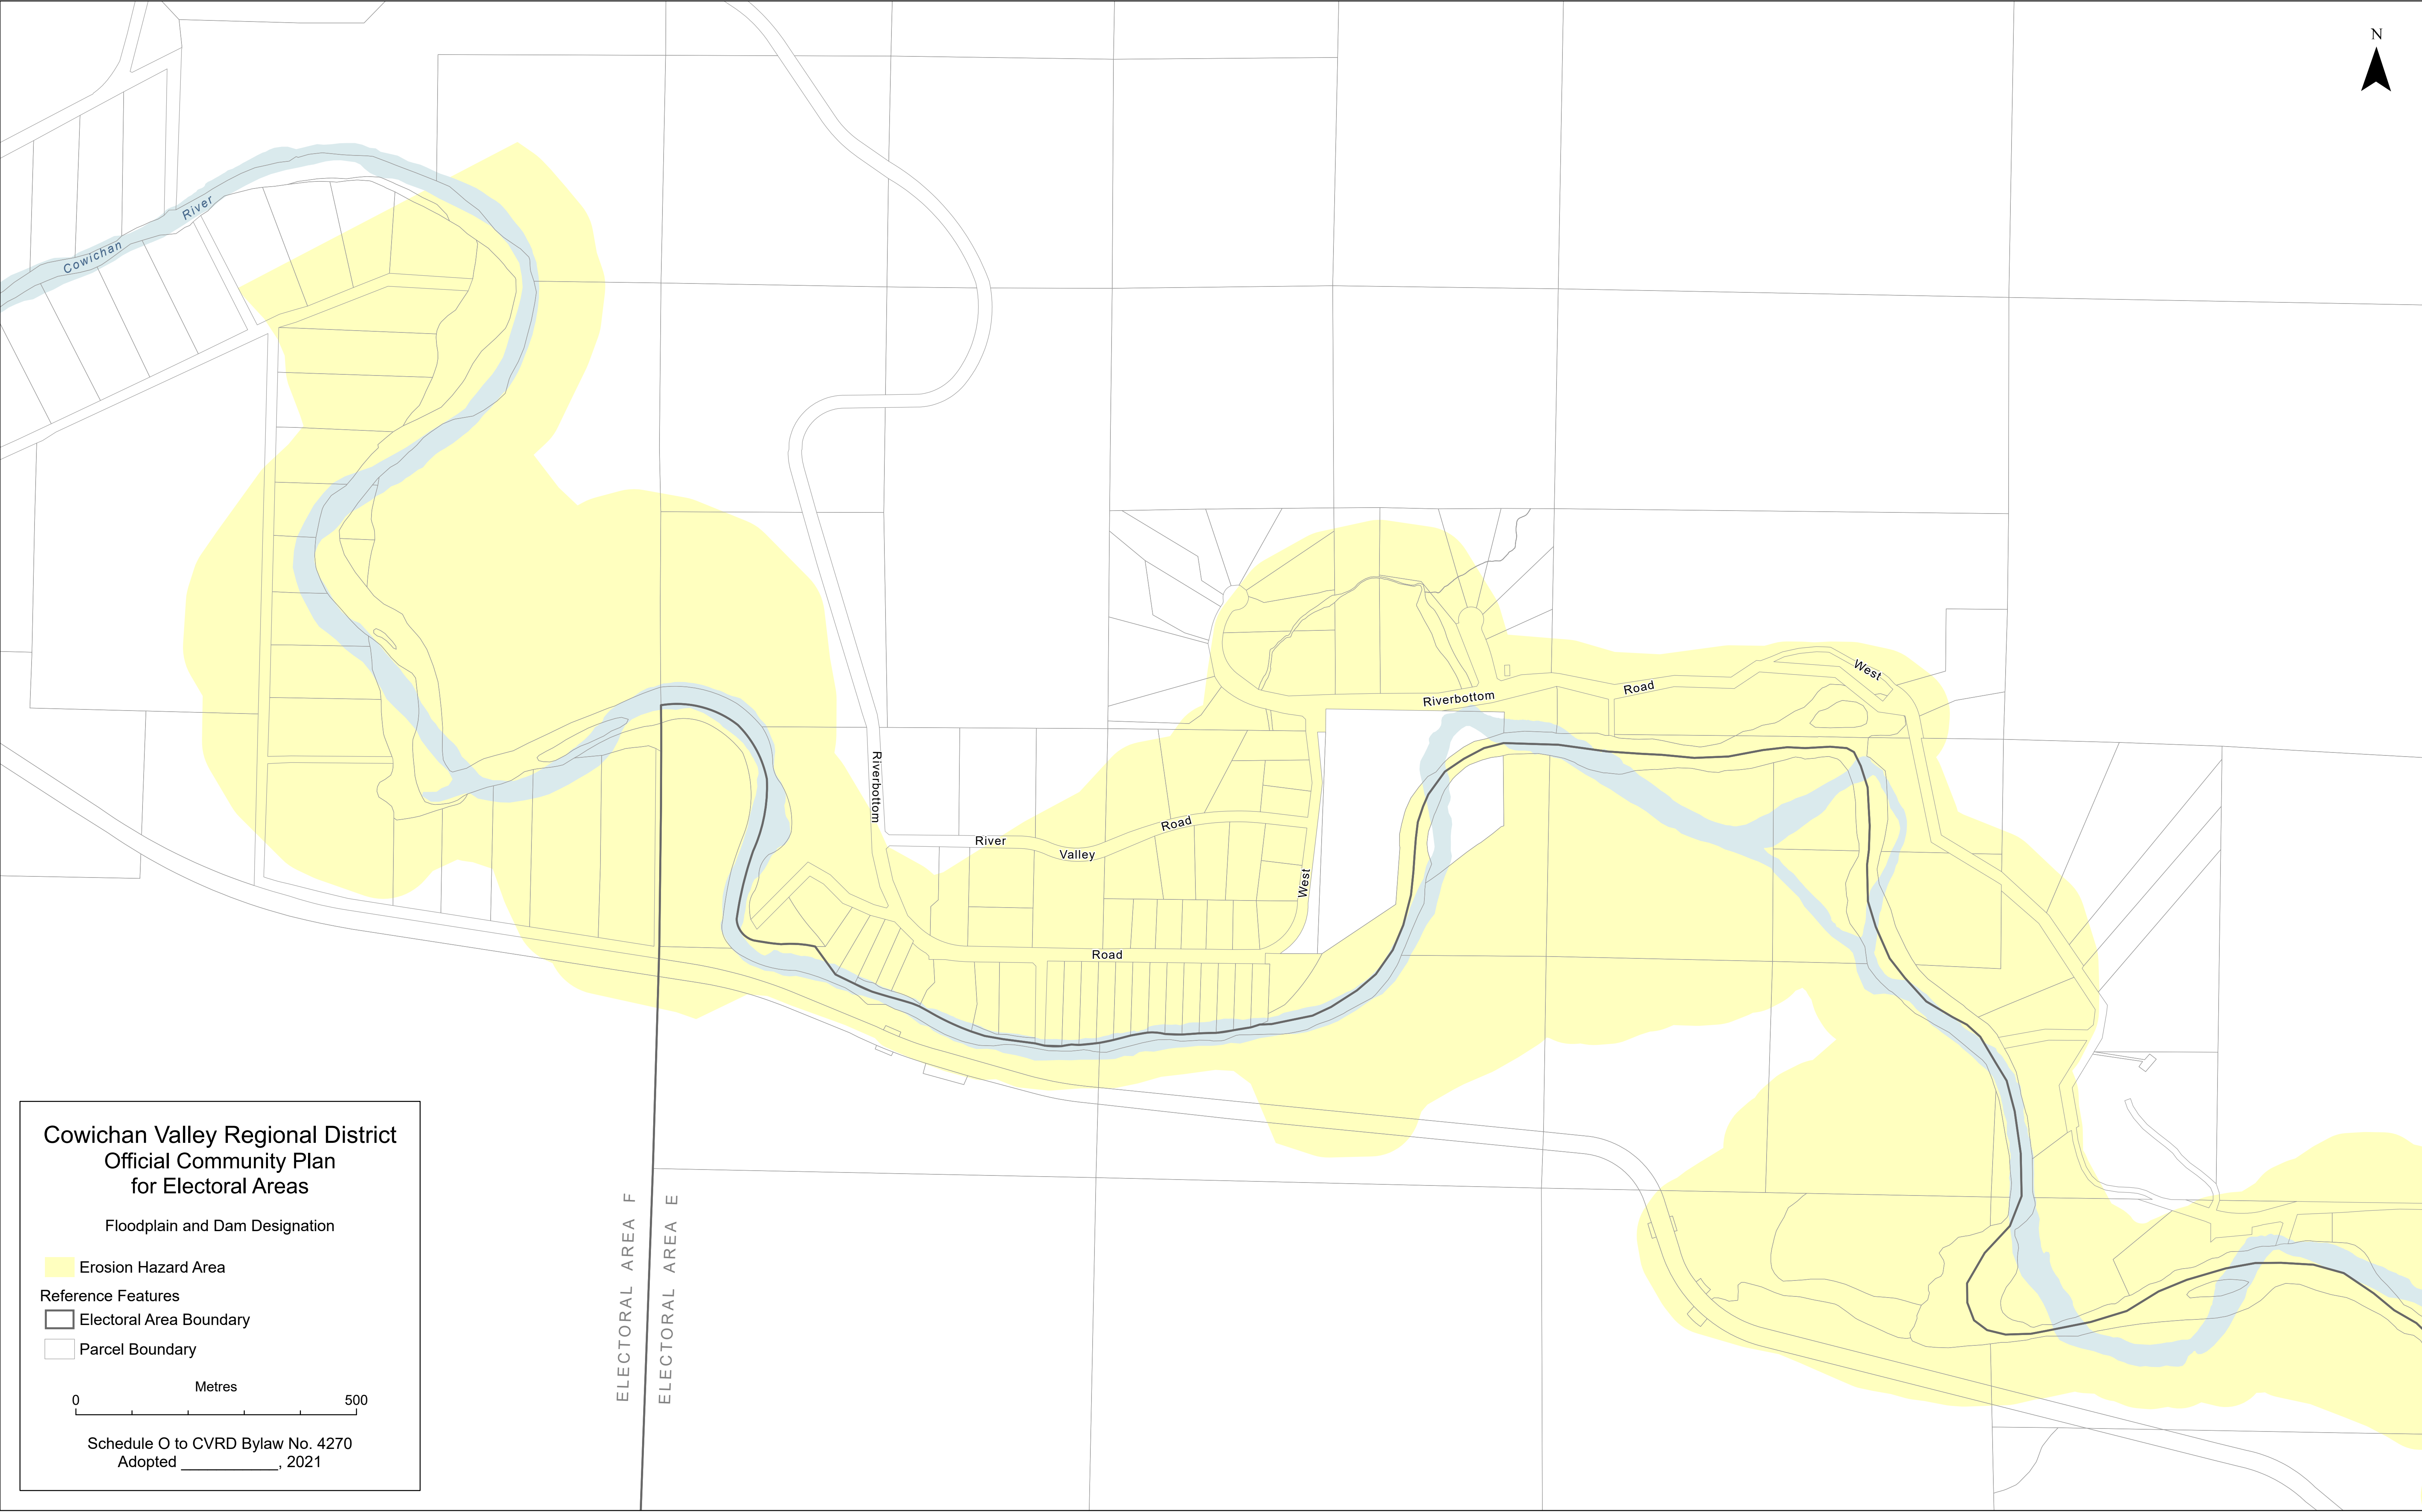 N
Cowichan River
West
Road
Riverbottom
Riverbottom
Road
River
Valley
West
Road
ELECTORAL AREA F
ELECTORAL AREA E
Cowichan Valley Regional District
Official Community Plan
for Electoral Areas
Floodplain and Dam Designation
Erosion Hazard Area
Reference Features
Electoral Area Boundary
Parcel Boundary
Metres
0 500
Schedule O to CVRD Bylaw No. 4270
Adopted ____________, 2021